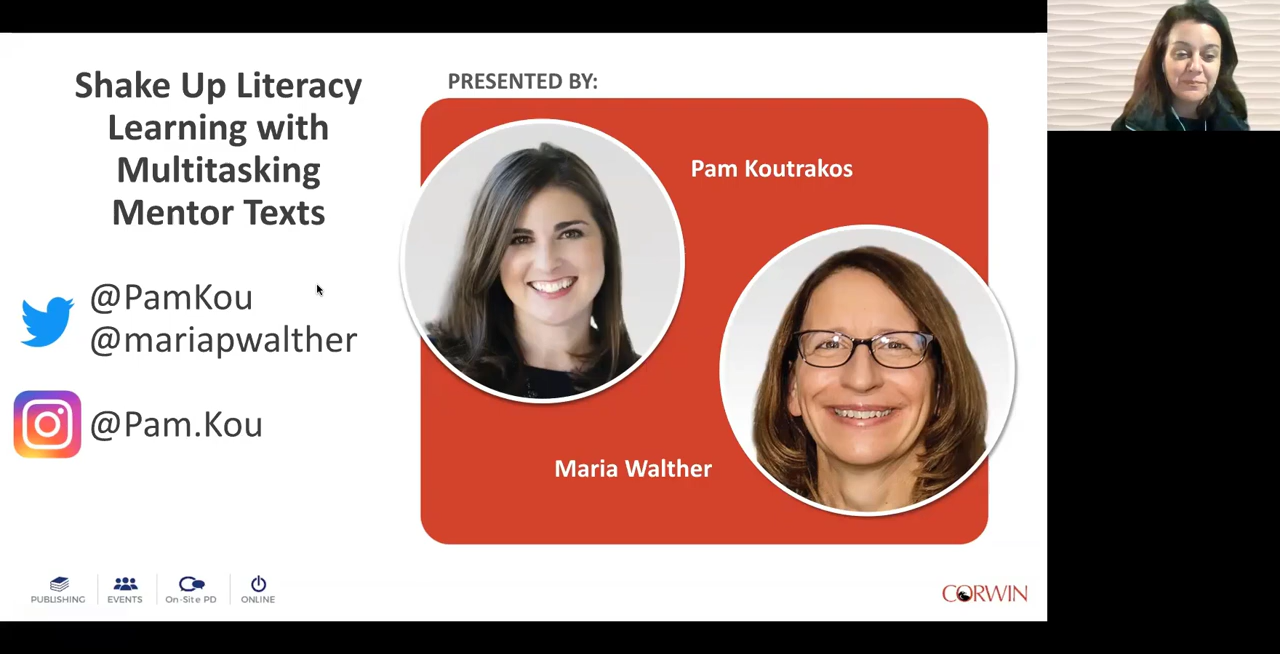 Shake Up Literacy
Learning with
Multitasking
Mentor Texts
@PamKou
@mariapwalther
@Pam.Kou
PRESENTED BY:
Pam Koutrakos
Maria Walther
PUBLISHING
EVENTS
On-Site PD
ONLINE
CORWIN